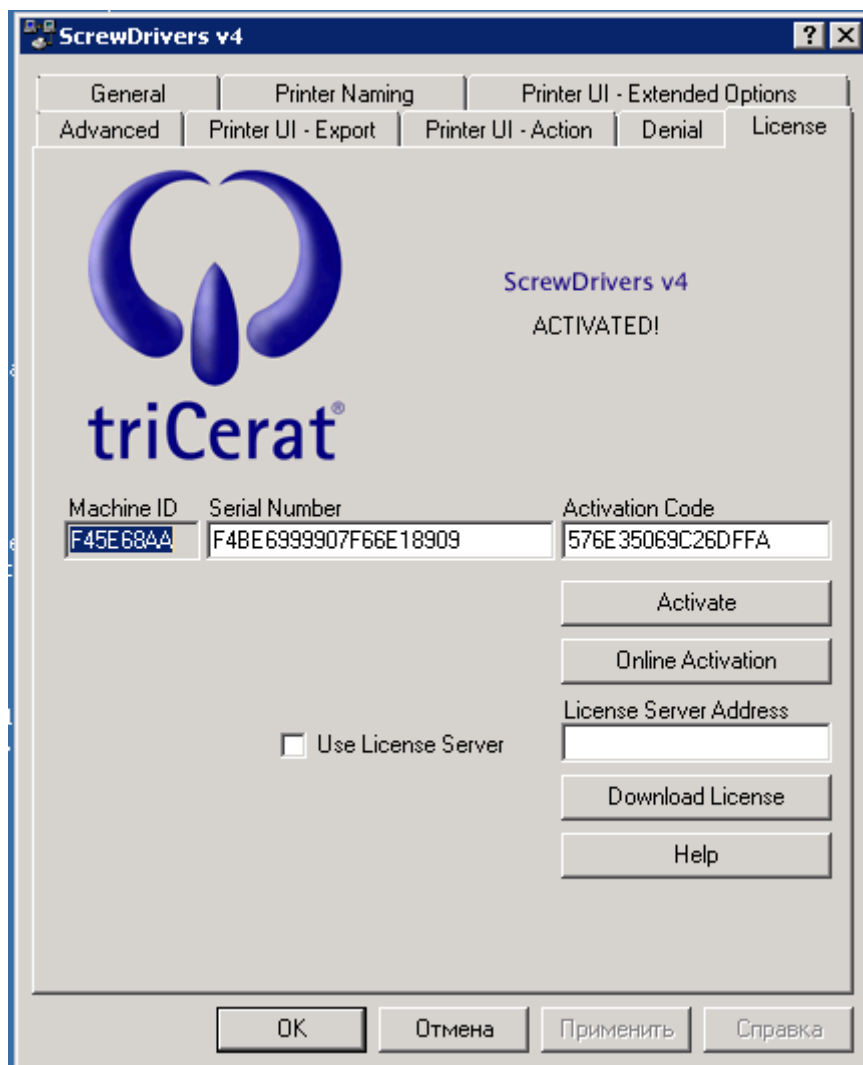 ScrewDrivers v4
General Printer Naming Printer UI - Extended Options
Advanced Printer UI - Export Printer UI - Action Denial License
ScrewDrivers v4
ACTIVATED!
triCerat®
Machine ID Serial Number Activation Code
F45E68AA F4BE6999907F66E18909 576E35069C26DFFA
Activate
Online Activation
License Server Address
Use License Server
Download License
Help
OK Отмена Применить Справка